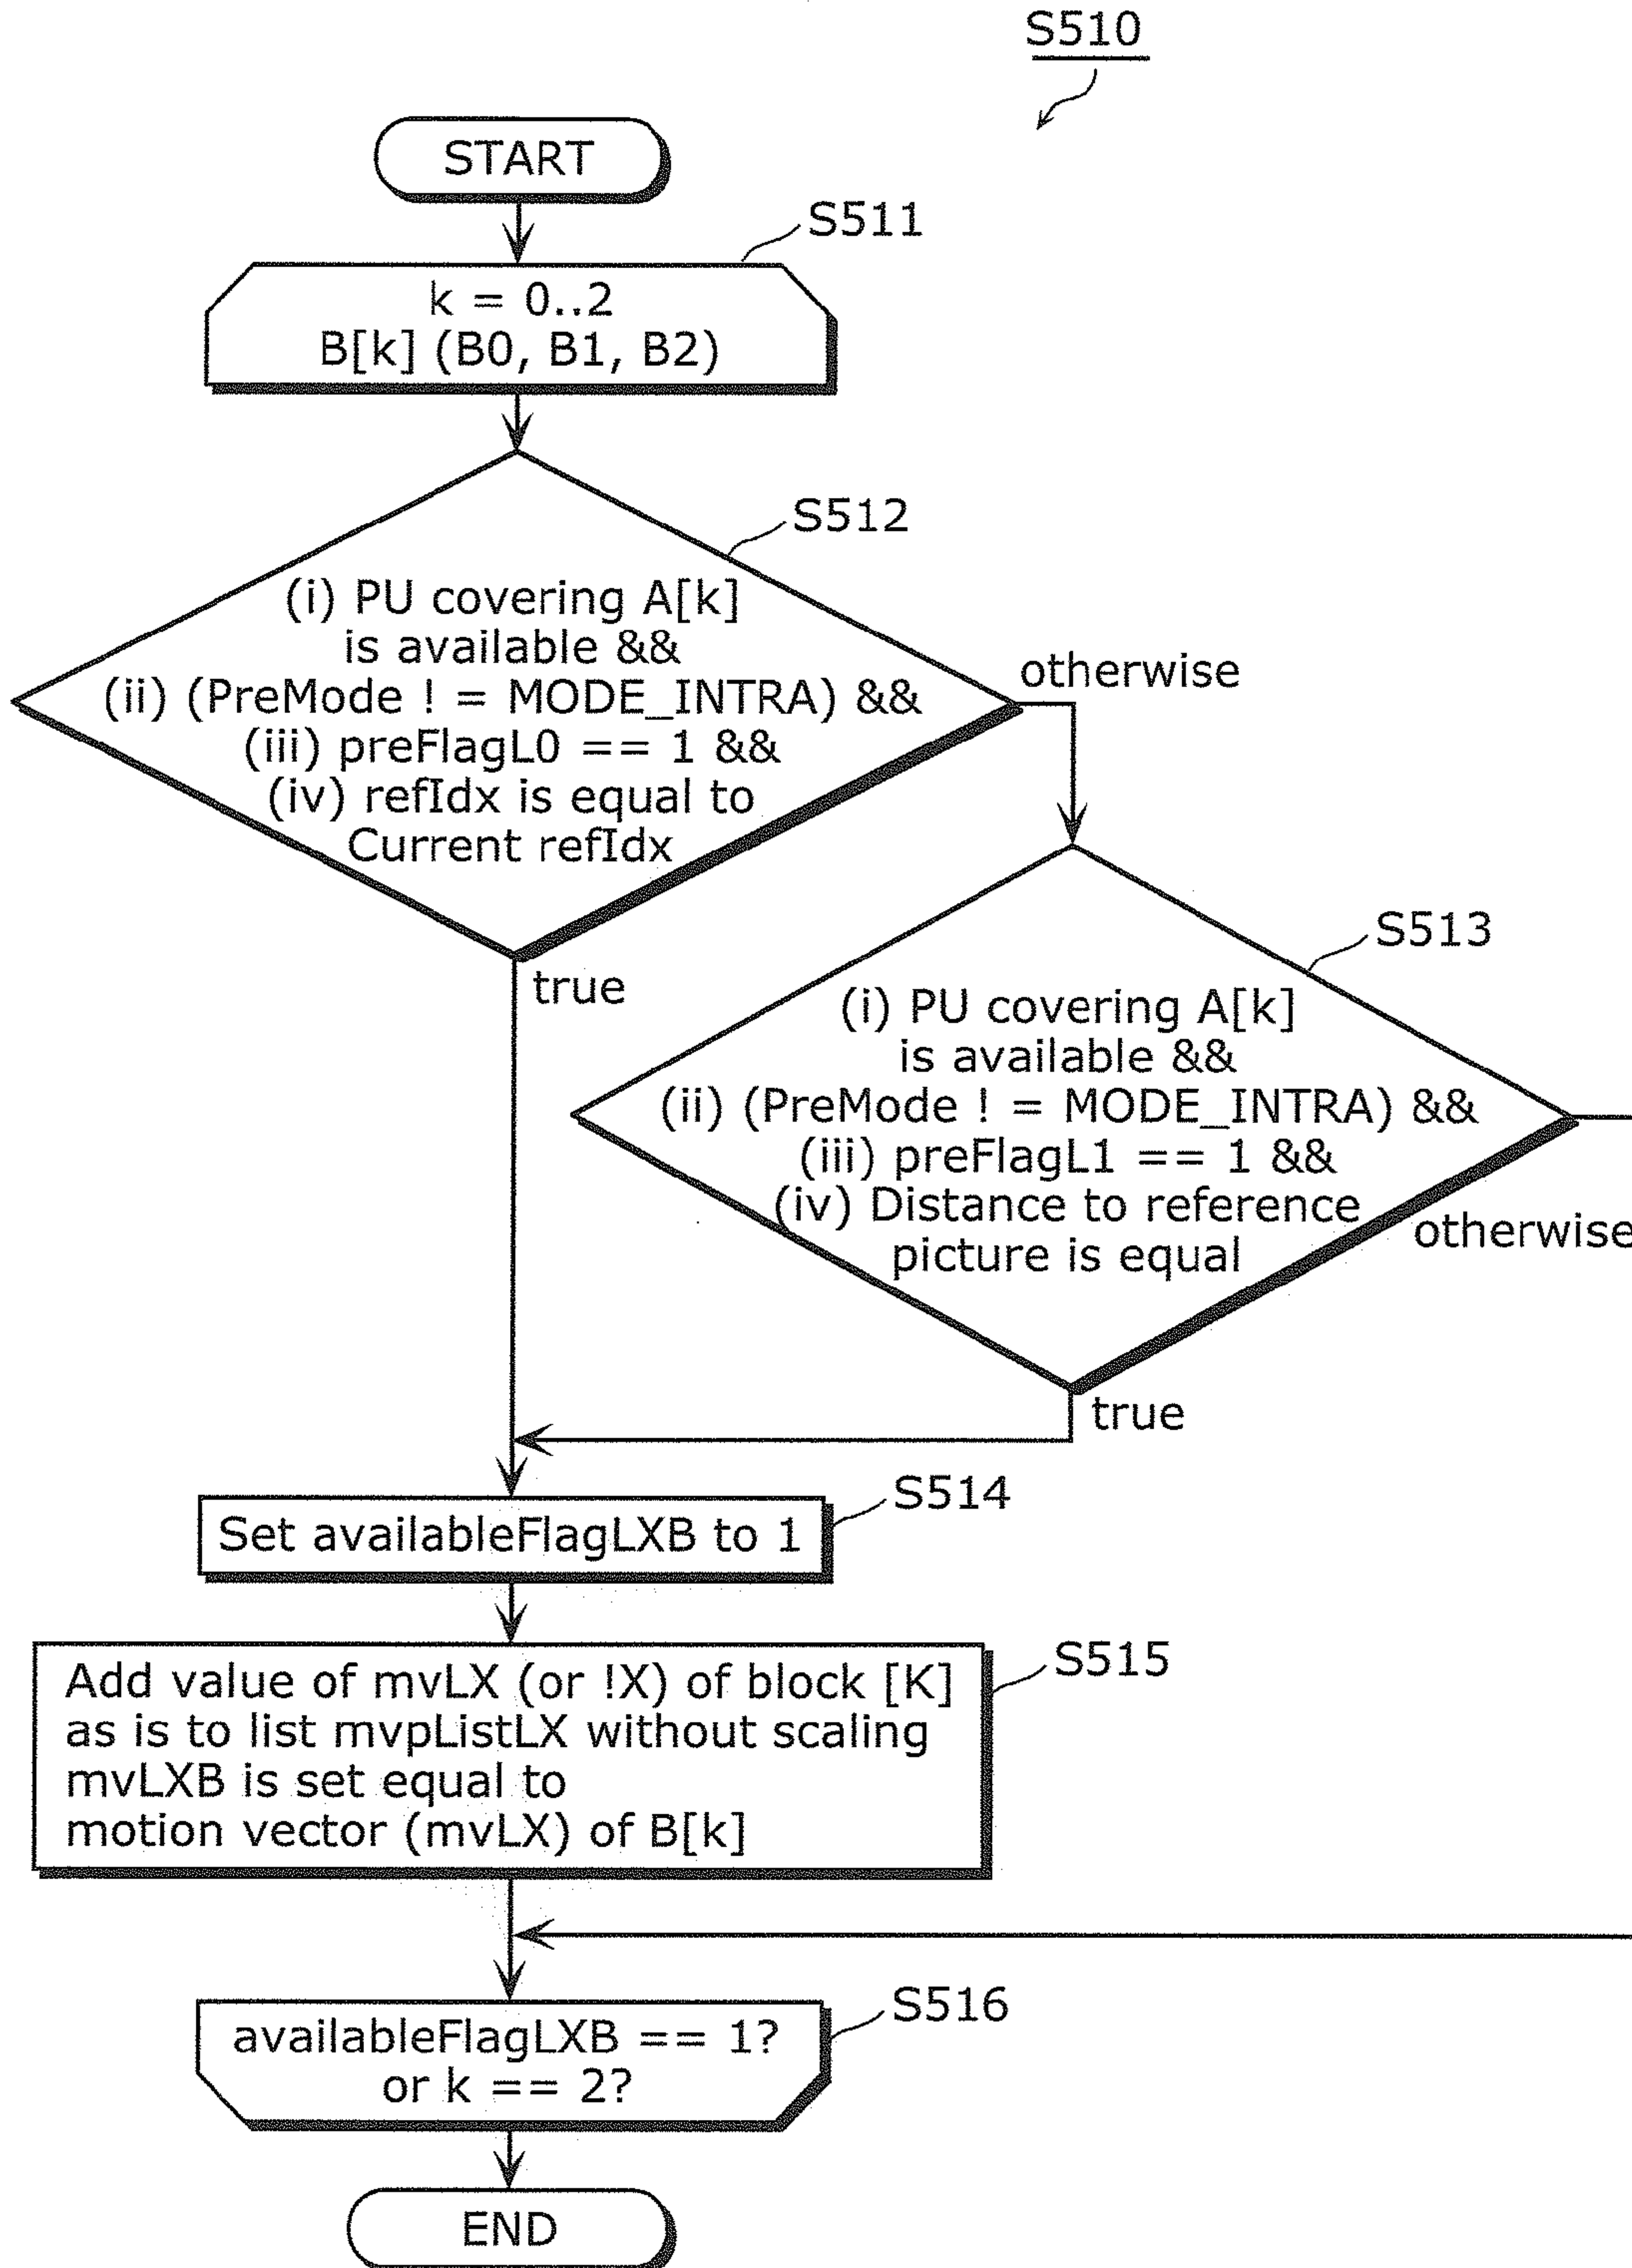 S510
START
S511
k = 0..2
B[k] (B0, B1, B2)
S512
(i) PU covering A[k]
is available &&
(ii) (PreMode ! = MODE_INTRA) &&
(iii) preFlagL0 == 1 &&
(iv) refIdx is equal to
Current refIdx
otherwise
true
S513
(i) PU covering A[k]
is available &&
(ii) (PreMode ! = MODE_INTRA) &&
(iii) preFlagL1 == 1 &&
(iv) Distance to reference
picture is equal
otherwise
true
S514
Set availableFlagLXB to 1
S515
Add value of mvLX (or !X) of block [K]
as is to list mvpListLX without scaling
mvLXB is set equal to
motion vector (mvLX) of B[k]
S516
availableFlagLXB == 1?
or k == 2?
END